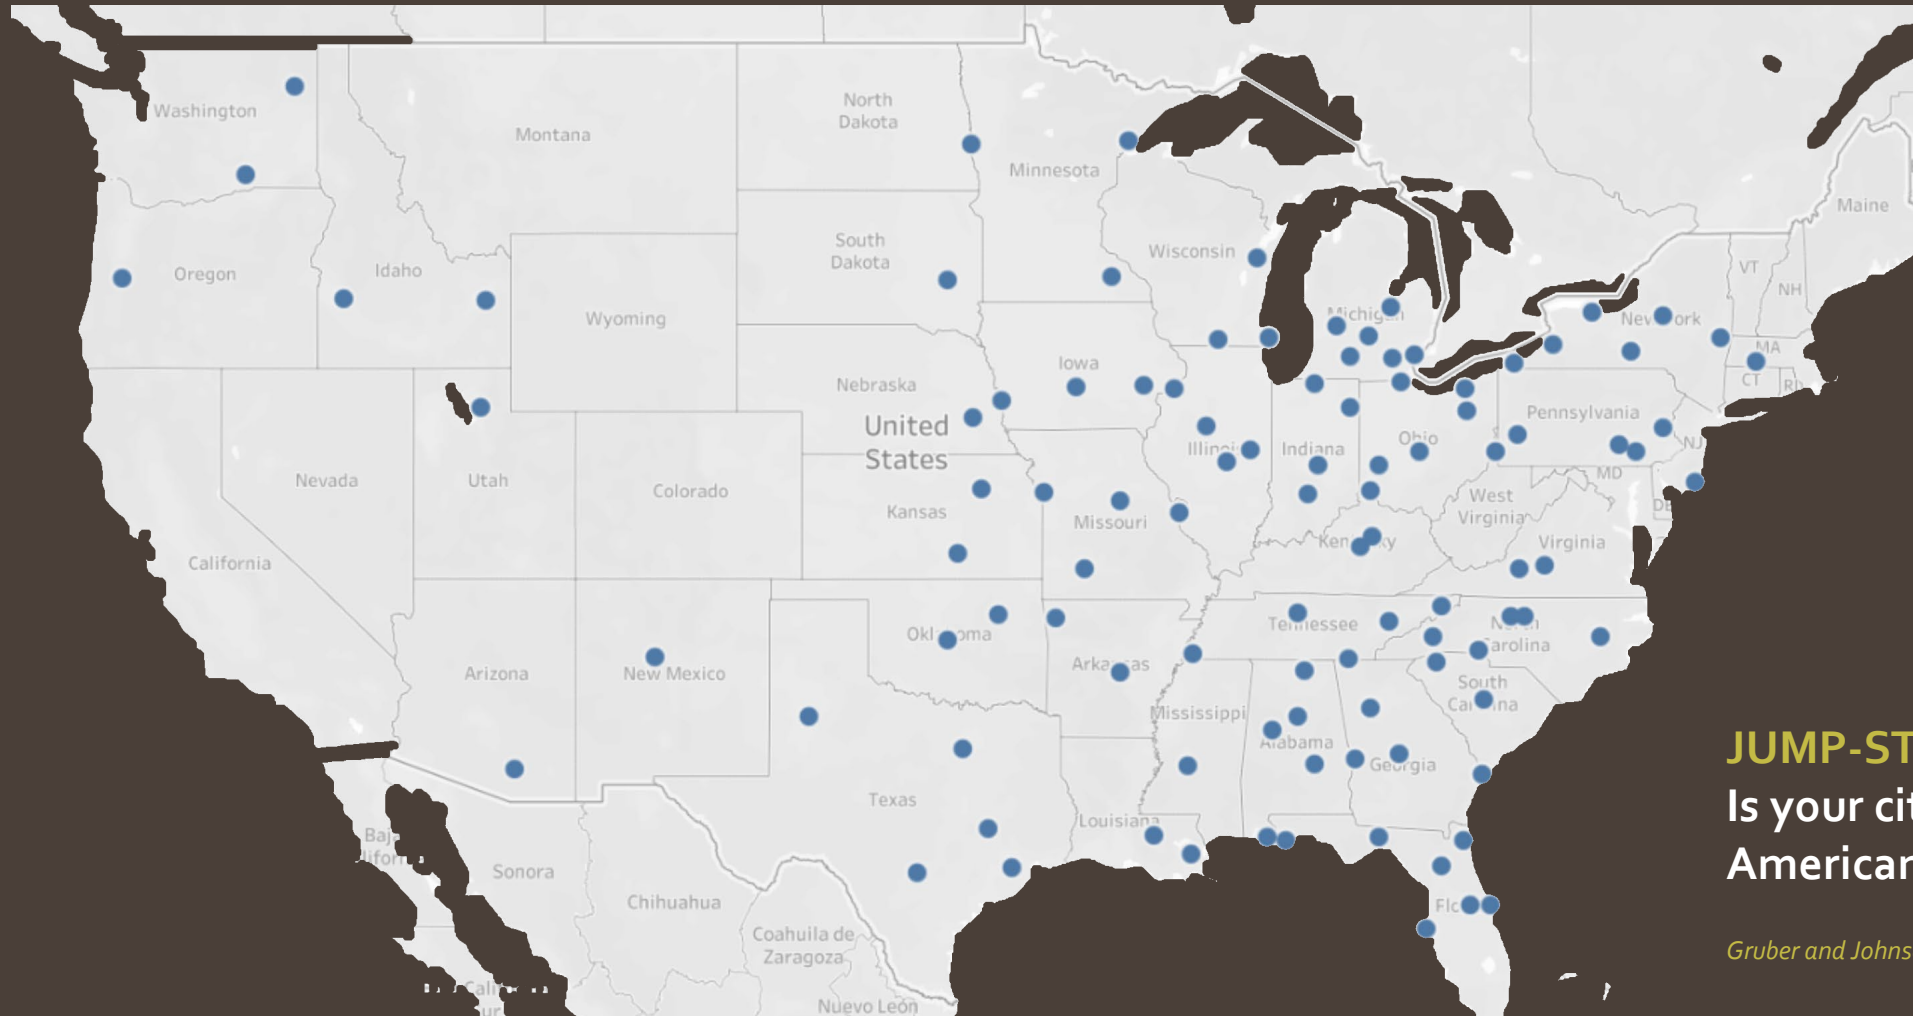 Washington
Montana
North
Dakota
Minnesota
Maine
Oregon
Idaho
South
Dakota
Wisconsin
VT
NH
Wyoming
Michigan
New York
MA
CT
RI
Iowa
Nebraska
United
States
Illinois
Indiana
Ohio
Pennsylvania
NJ
Nevada
Utah
Colorado
Kansas
Missouri
West
Virginia
MD
DE
California
Kentucky
Virginia
Arizona
New Mexico
Oklahoma
Arkansas
Tennessee
North
Carolina
South
Carolina
Mississippi
Alabama
Georgia
Texas
Louisiana
Sonora
Chihuahua
Coahuila de
Zaragoza
Nuevo León
JUMP-ST
Is your cit
American
Gruber and Johns